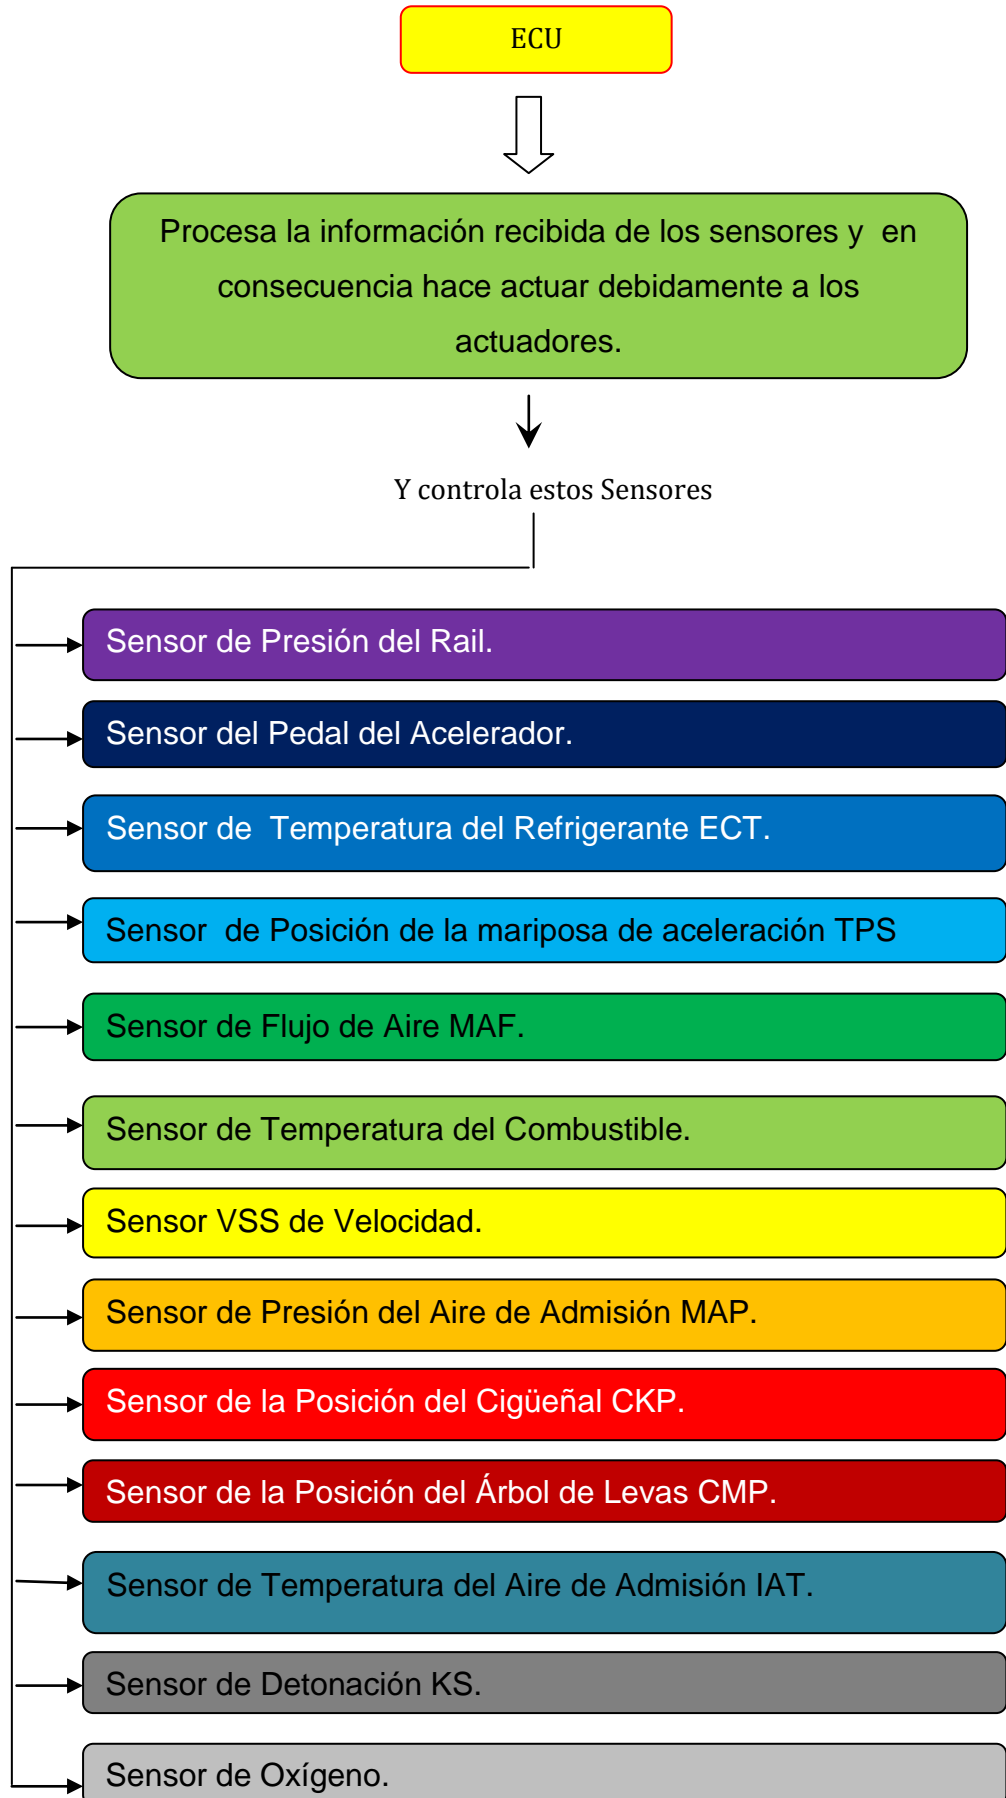 ECU
Procesa la información recibida de los sensores y  en
consecuencia hace actuar debidamente a los
actuadores.
Y controla estos Sensores
Sensor de Presión del Rail.
Sensor del Pedal del Acelerador.
Sensor de  Temperatura del Refrigerante ECT.
Sensor  de Posición de la mariposa de aceleración TPS
Sensor de Flujo de Aire MAF.
Sensor de Temperatura del Combustible.
Sensor VSS de Velocidad.
Sensor de Presión del Aire de Admisión MAP.
Sensor de la Posición del Cigüeñal CKP.
Sensor de la Posición del Árbol de Levas CMP.
Sensor de Temperatura del Aire de Admisión IAT.
Sensor de Detonación KS.
Sensor de Oxígeno.